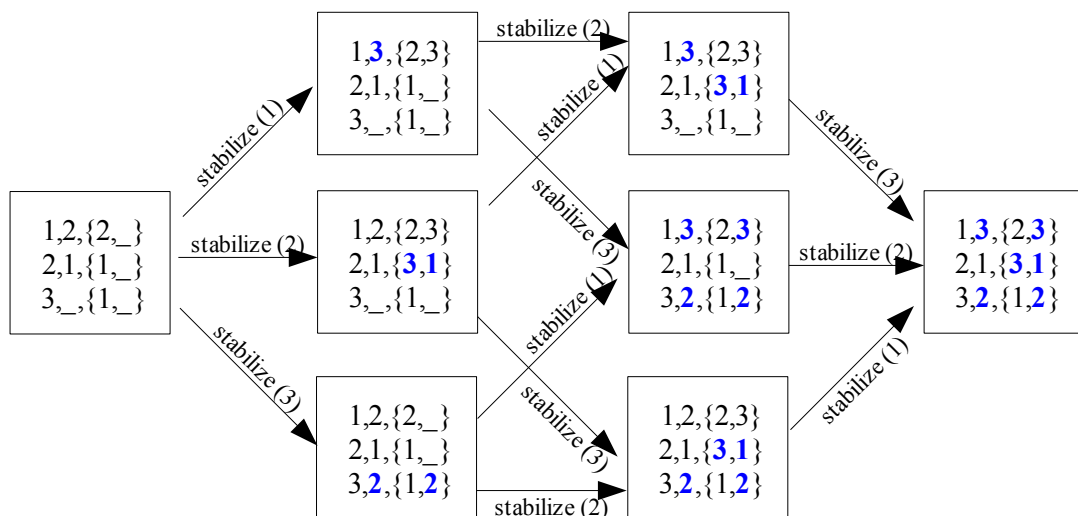 1,2,{2,_}
2,1,{1,_}
3,_,{1,_}
stabilize (1)
stabilize (2)
stabilize (3)
1,3,{2,3}
2,1,{1,_}
3,_,{1,_}
1,2,{2,3}
2,1,{3,1}
3,_,{1,_}
1,2,{2,_}
2,1,{1,_}
3,2,{1,2}
stabilize (2)
stabilize (1)
stabilize (3)
stabilize (1)
stabilize (3)
stabilize (2)
1,3,{2,3}
2,1,{3,1}
3,_,{1,_}
1,3,{2,3}
2,1,{1,_}
3,2,{1,2}
1,2,{2,3}
2,1,{3,1}
3,2,{1,2}
stabilize (3)
stabilize (2)
stabilize (1)
1,3,{2,3}
2,1,{3,1}
3,2,{1,2}